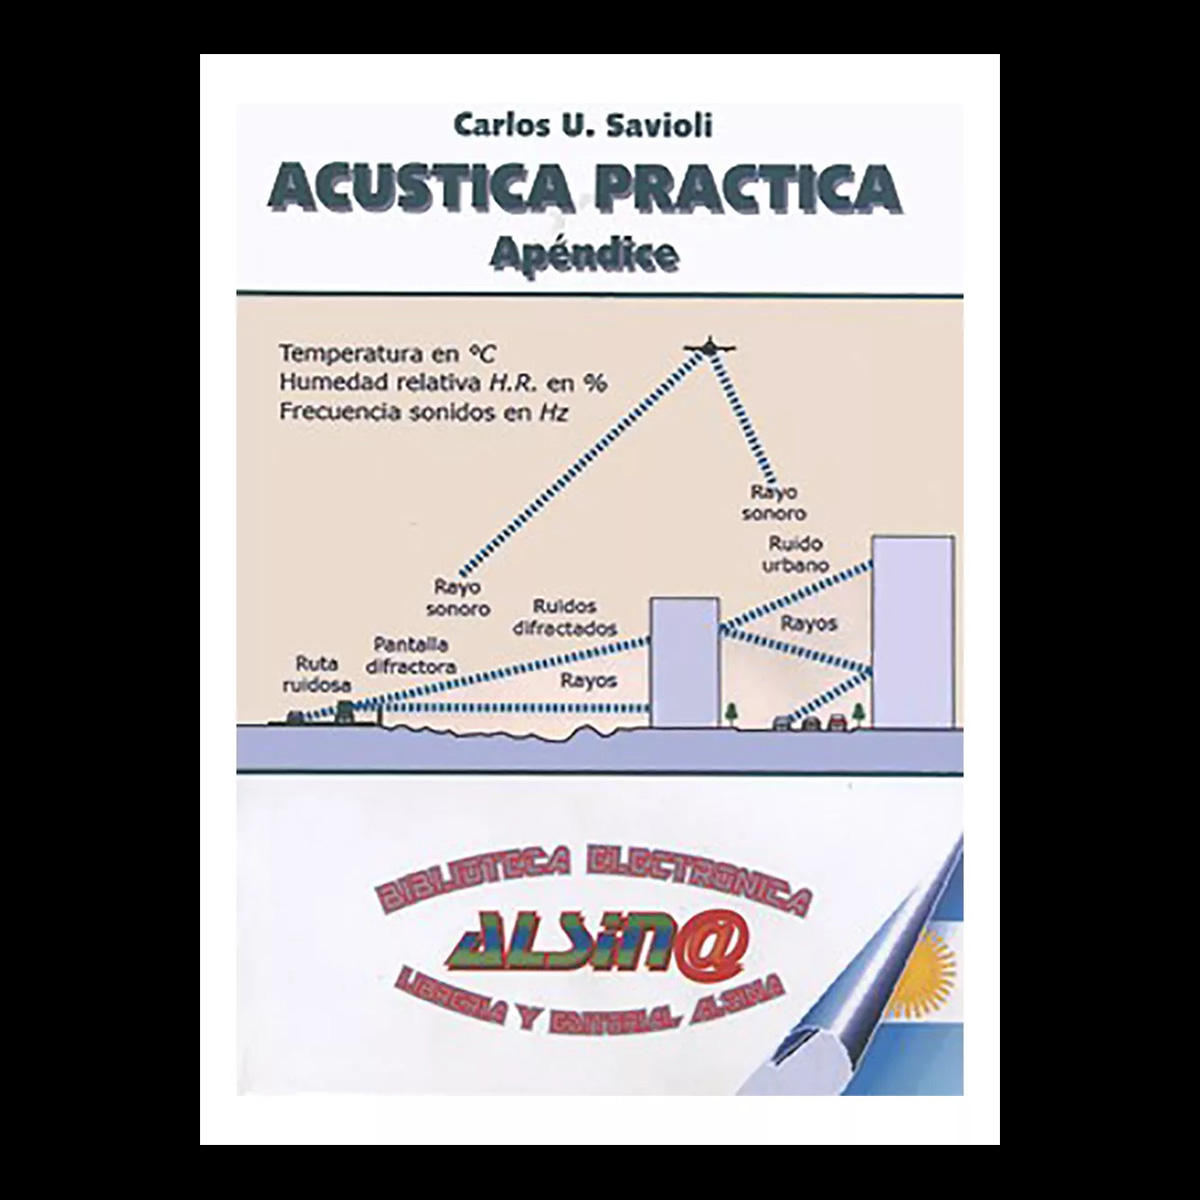 Carlos U. Savioli
ACUSTICA PRACTICA
Apéndice
Temperatura en °C
Humedad relativa H.R. en %
Frecuencia sonidos en Hz
Rayo
sonoro
Ruido
urbano
Rayo
sonoro
Ruidos
difractados
Rayos
Pantalla
difractora
Ruta
ruidosa
Rayos
BIBLIOTECA ELECTRONICA
ALSIN@
LIBRERIA Y EDITORIAL ALSINA